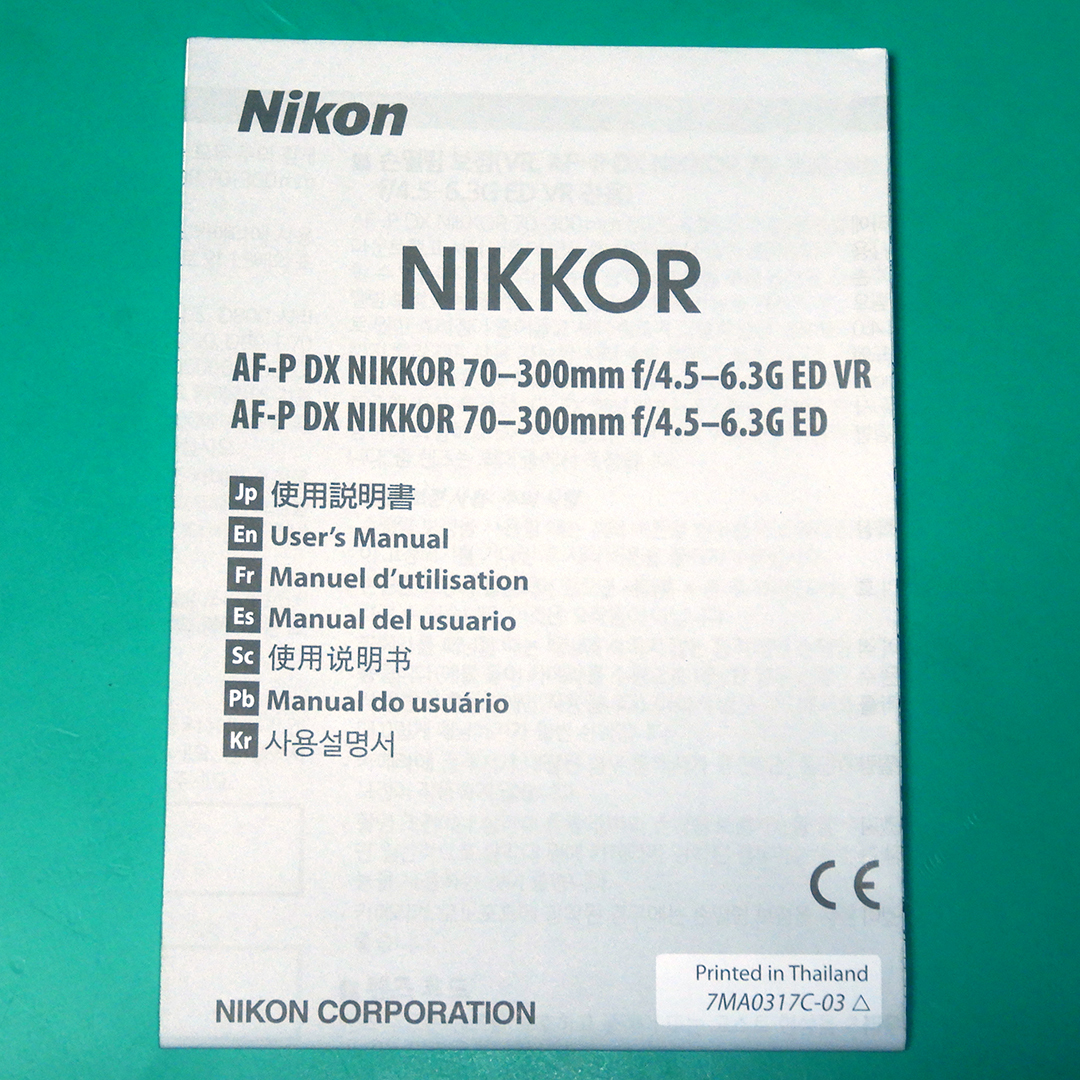 Nikon
NIKKOR
AF-P DX NIKKOR 70–300mm f/4.5–6.3G ED VR
AF-P DX NIKKOR 70–300mm f/4.5–6.3G ED
Jp 使用説明書
En User's Manual
Fr Manuel d'utilisation
Es Manual del usuario
Sc 使用说明书
Pb Manual do usuário
Kr 사용설명서
CE
Printed in Thailand
7MA0317C-03 △
NIKON CORPORATION